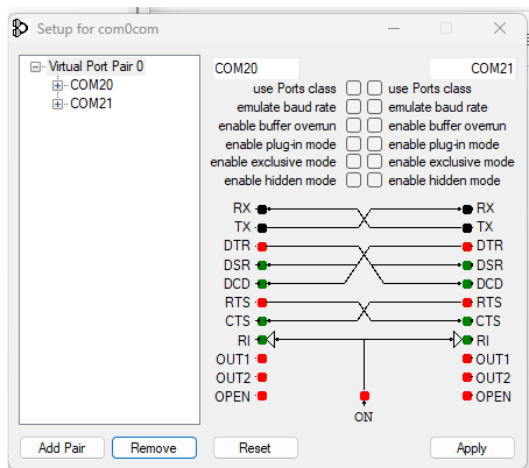 Setup for com0com
Virtual Port Pair 0
COM20
COM21
COM20 COM21
use Ports class use Ports class
emulate baud rate emulate baud rate
enable buffer overrun enable buffer overrun
enable plug-in mode enable plug-in mode
enable exclusive mode enable exclusive mode
enable hidden mode enable hidden mode
RX RX
TX TX
DTR DTR
DSR DSR
DCD DCD
RTS RTS
CTS CTS
RI RI
OUT1 OUT1
OUT2 OUT2
OPEN OPEN
ON
Add Pair Remove Reset Apply